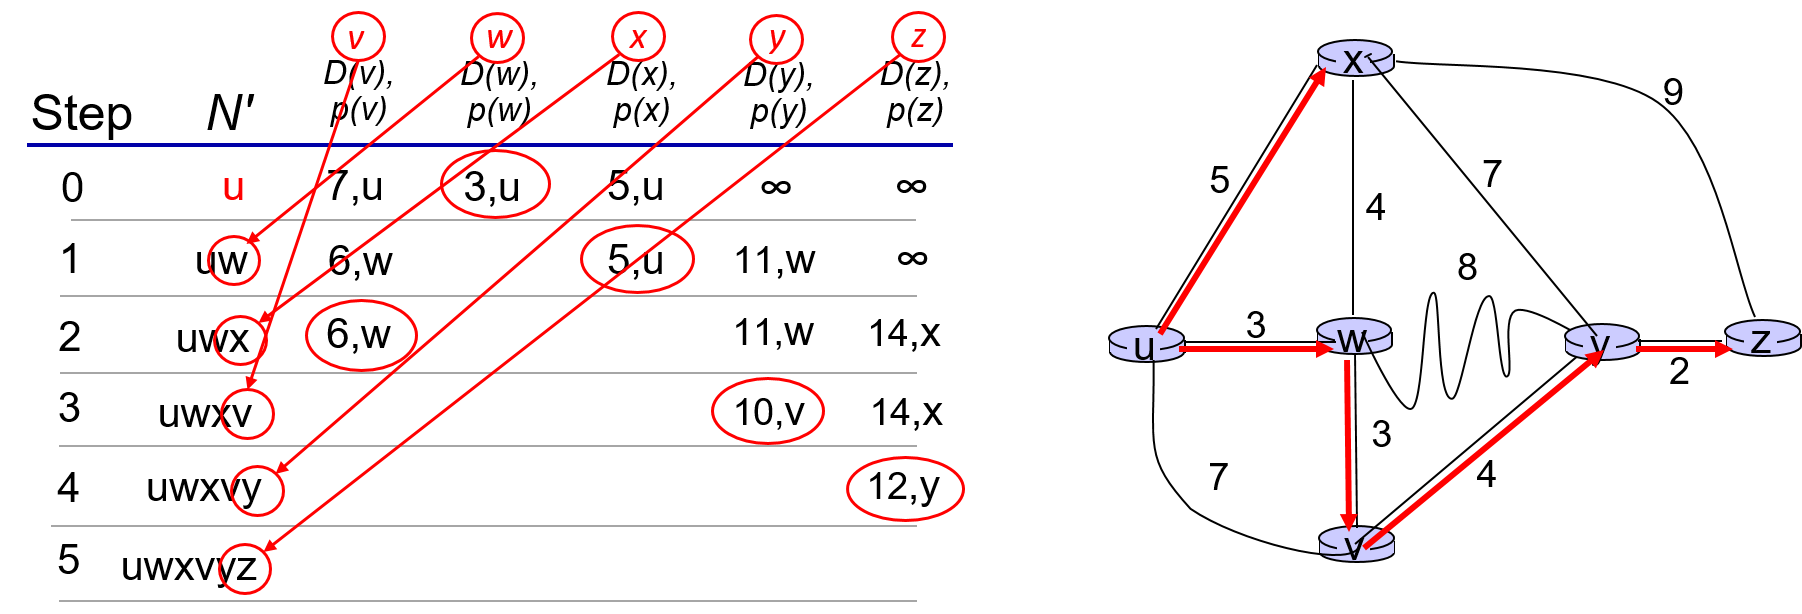 v w x y z
D(v), D(w), D(x), D(y), D(z),
Step N' p(v) p(w) p(x) p(y) p(z)
0 u 7,u 3,u 5,u ∞ ∞
1 uw 6,w 5,u 11,w ∞
2 uwx 6,w 11,w 14,x
3 uwxv 10,v 14,x
4 uwxvy 12,y
5 uwxvyz
x
9
5
7
4
8
3
u
w
y
z
2
3
7
4
v